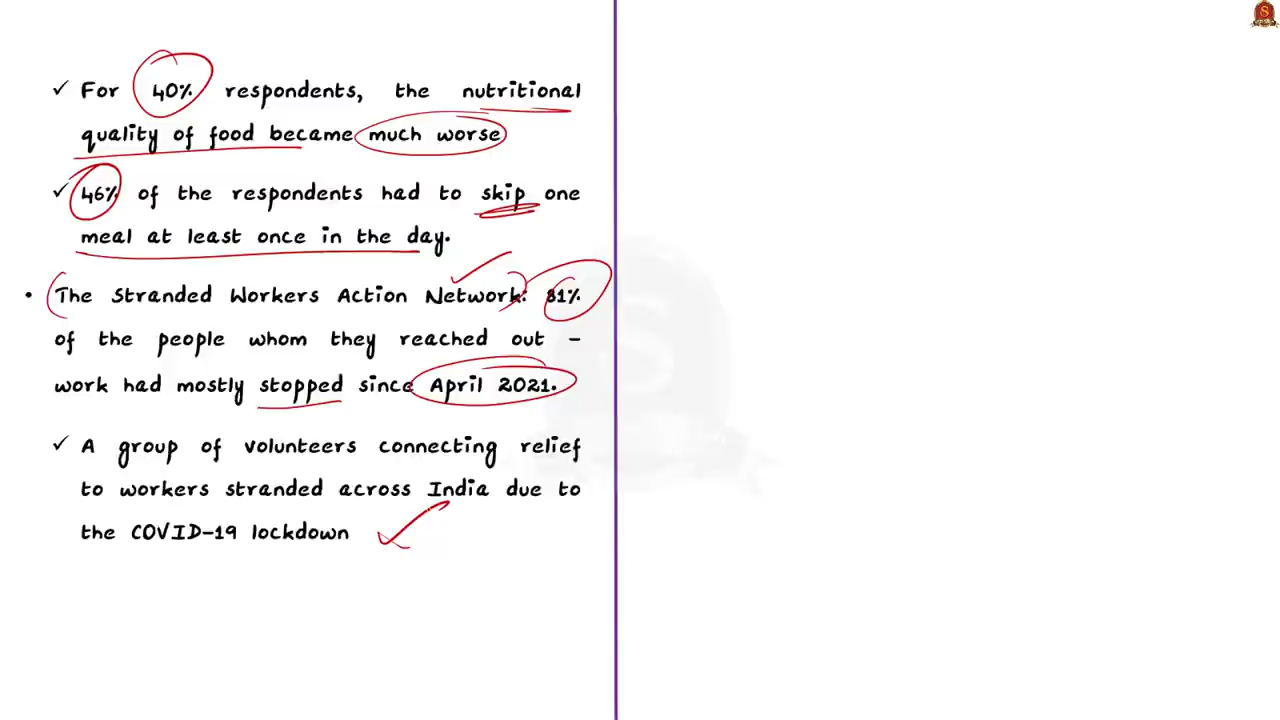 ✓ For 40% respondents, the nutritional
quality of food became much worse
✓ 46% of the respondents had to skip one
meal at least once in the day.
• The Stranded Workers Action Network: 81%
of the people whom they reached out –
work had mostly stopped since April 2021.
✓ A group of volunteers connecting relief
to workers stranded across India due to
the COVID-19 lockdown